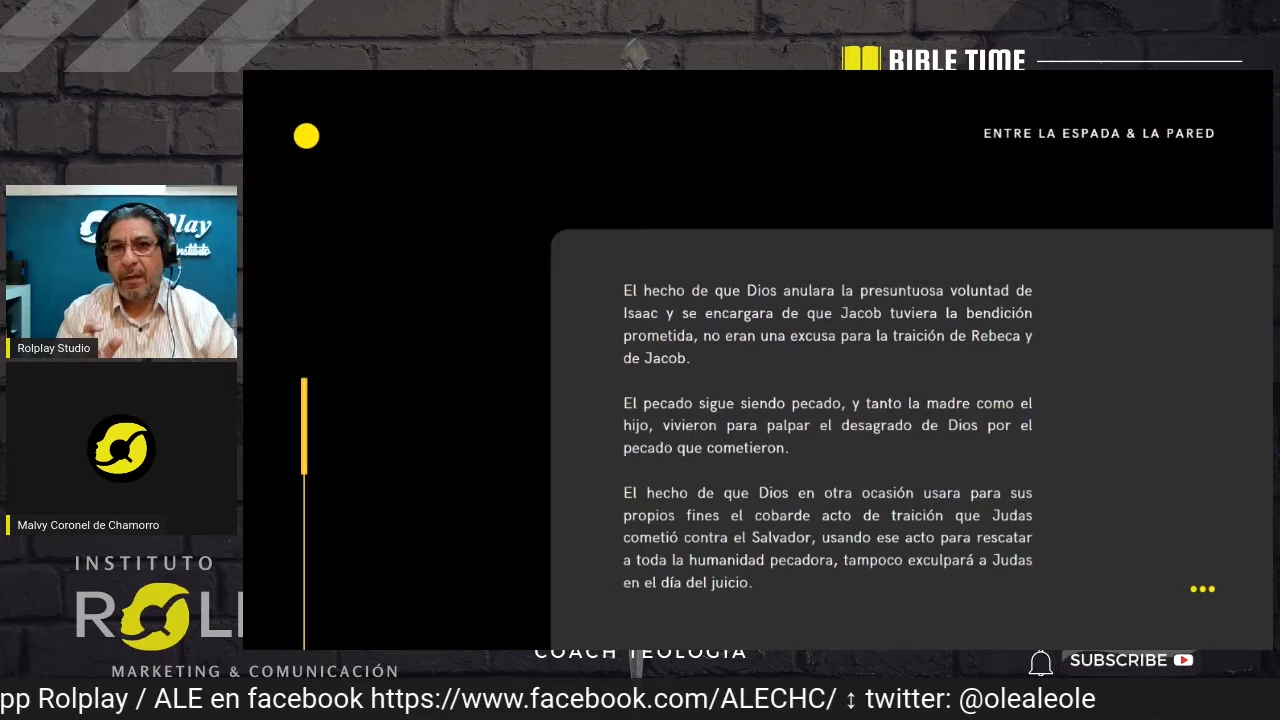 BIBLE TIME
ENTRE LA ESPADA & LA PARED
El hecho de que Dios anulara la presuntuosa voluntad de
Isaac y se encargara de que Jacob tuviera la bendición
prometida, no eran una excusa para la traición de Rebeca y
de Jacob.
El pecado sigue siendo pecado, y tanto la madre como el
hijo, vivieron para palpar el desagrado de Dios por el
pecado que cometieron.
El hecho de que Dios en otra ocasión usara para sus
propios fines el cobarde acto de traición que Judas
cometió contra el Salvador, usando ese acto para rescatar
a toda la humanidad pecadora, tampoco exculpará a Judas
en el día del juicio.
Rolplay Studio
Malvy Coronel de Chamorro
INSTITUTO
MARKETING & COMUNICACIÓN
COACH TEOLOGIA
SUBSCRIBE
pp Rolplay / ALE en facebook https://www.facebook.com/ALECHC/ ↕ twitter: @olealeole